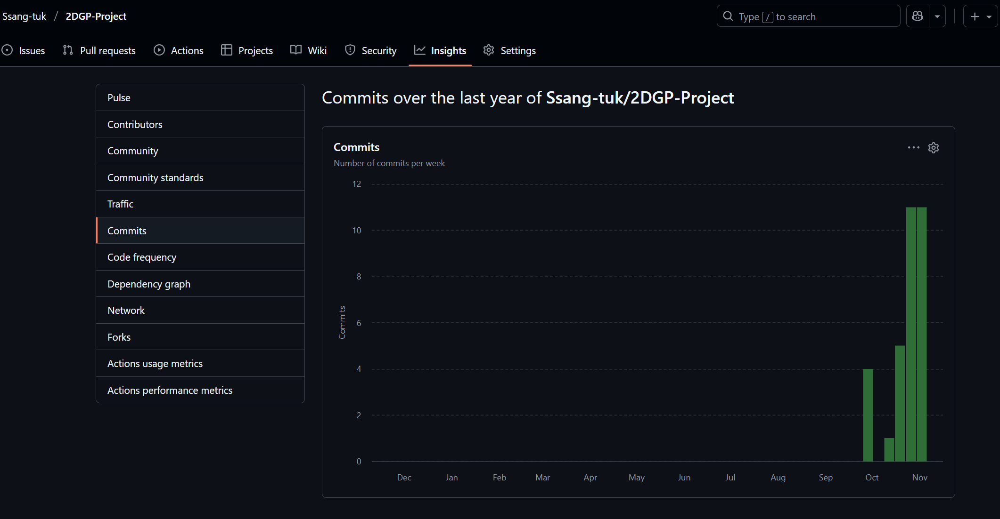 Ssang-tuk / 2DGP-Project
Type / to search
Issues
Pull requests
Actions
Projects
Wiki
Security
Insights
Settings
Pulse
Contributors
Community
Community standards
Traffic
Commits
Code frequency
Dependency graph
Network
Forks
Actions usage metrics
Actions performance metrics
Commits over the last year of Ssang-tuk/2DGP-Project
Commits
Number of commits per week
12
10
8
6
4
2
0
Commits
Dec
Jan
Feb
Mar
Apr
May
Jun
Jul
Aug
Sep
Oct
Nov